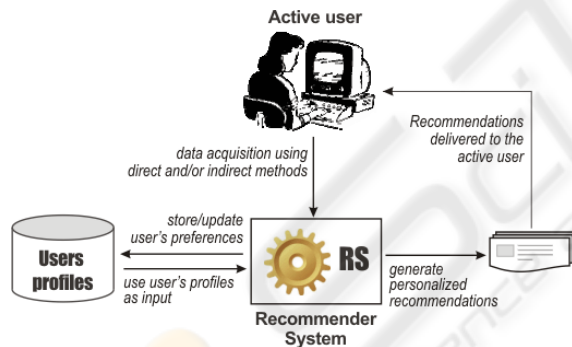 Active user
Recommendations
delivered to the
active user
data acquisition using
direct and/or indirect methods
store/update
user's preferences
Users
profiles
RS
use user's profiles
as input
generate
personalized
recommendations
Recommender
System